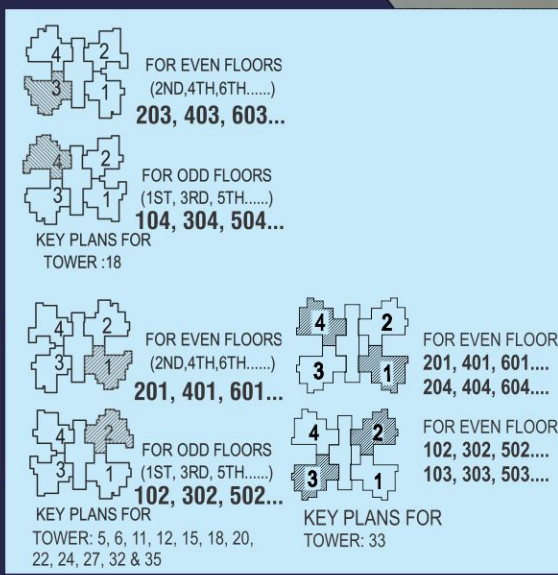 4 2
3 1
FOR EVEN FLOORS
(2ND,4TH,6TH......)
203, 403, 603...
4 2
3 1
FOR ODD FLOORS
(1ST, 3RD, 5TH......)
104, 304, 504...
KEY PLANS FOR
TOWER :18
4 2
3 1
FOR EVEN FLOORS
(2ND,4TH,6TH......)
201, 401, 601...
4 2
3 1
FOR ODD FLOORS
(1ST, 3RD, 5TH......)
102, 302, 502...
KEY PLANS FOR
TOWER: 5, 6, 11, 12, 15, 18, 20,
22, 24, 27, 32 & 35
4 2
3 1
FOR EVEN FLOOR
201, 401, 601....
204, 404, 604....
4 2
3 1
FOR EVEN FLOOR
102, 302, 502....
103, 303, 503....
KEY PLANS FOR
TOWER: 33